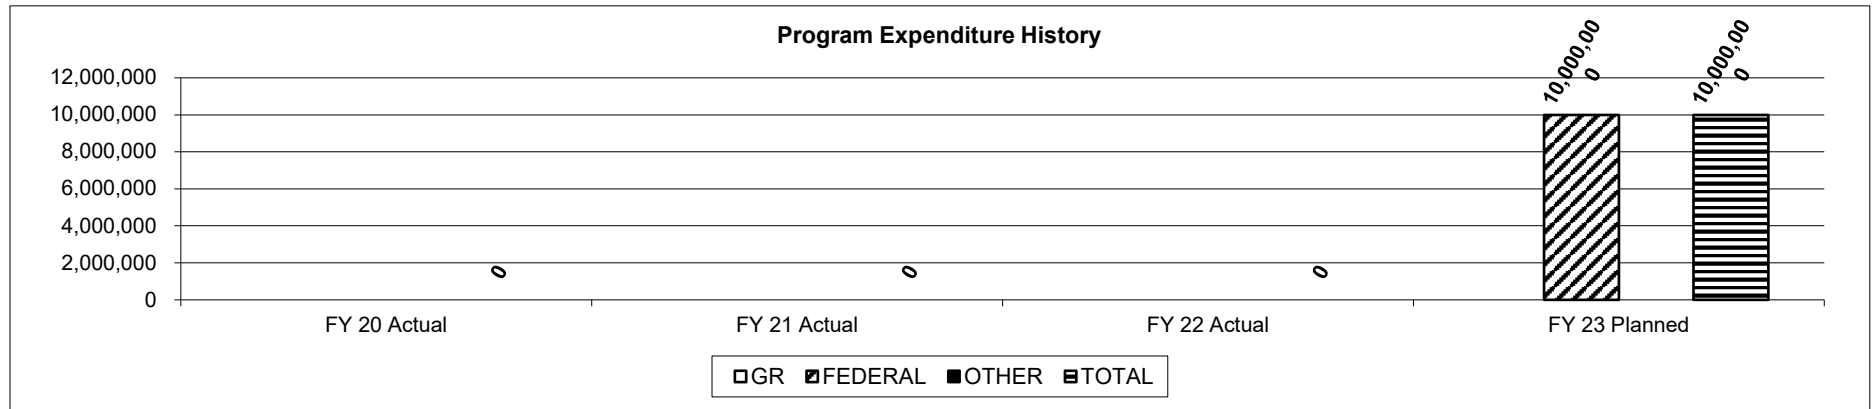 Program Expenditure History
10,000,00
0
10,000,00
0
12,000,000
10,000,000
8,000,000
6,000,000
4,000,000
2,000,000
0
0
0
0
FY 20 Actual
FY 21 Actual
FY 22 Actual
FY 23 Planned
GR FEDERAL OTHER TOTAL